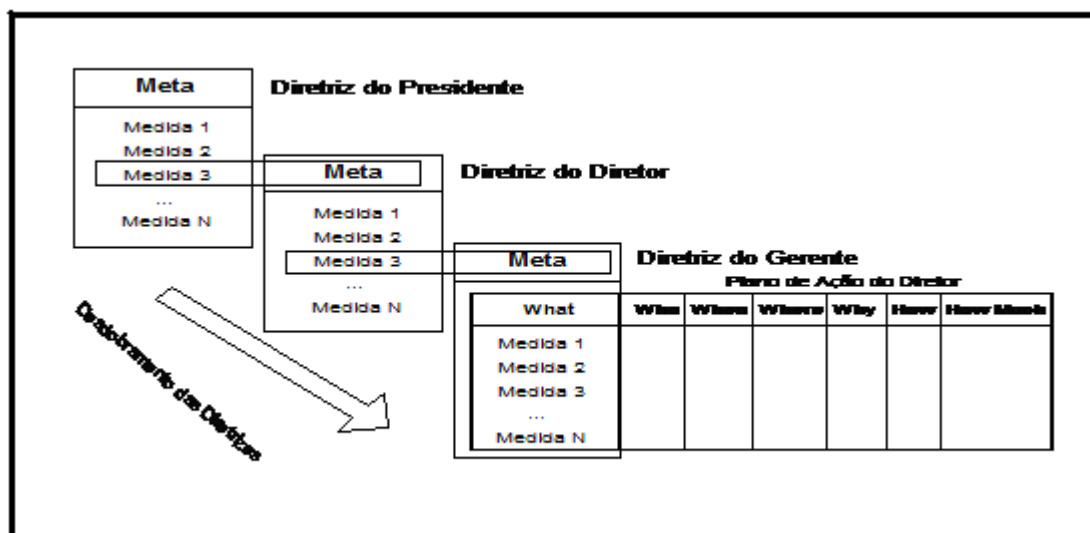 Meta
Diretriz do Presidente
Medida 1
Medida 2
Medida 3
...
Medida N
Meta
Diretriz do Diretor
Medida 1
Medida 2
Medida 3
...
Medida N
Meta
Diretriz do Gerente
Plano de Ação do Diretor
What Who When Where Why How How Much
Medida 1
Medida 2
Medida 3
...
Medida N
Desdobramento das Diretrizes